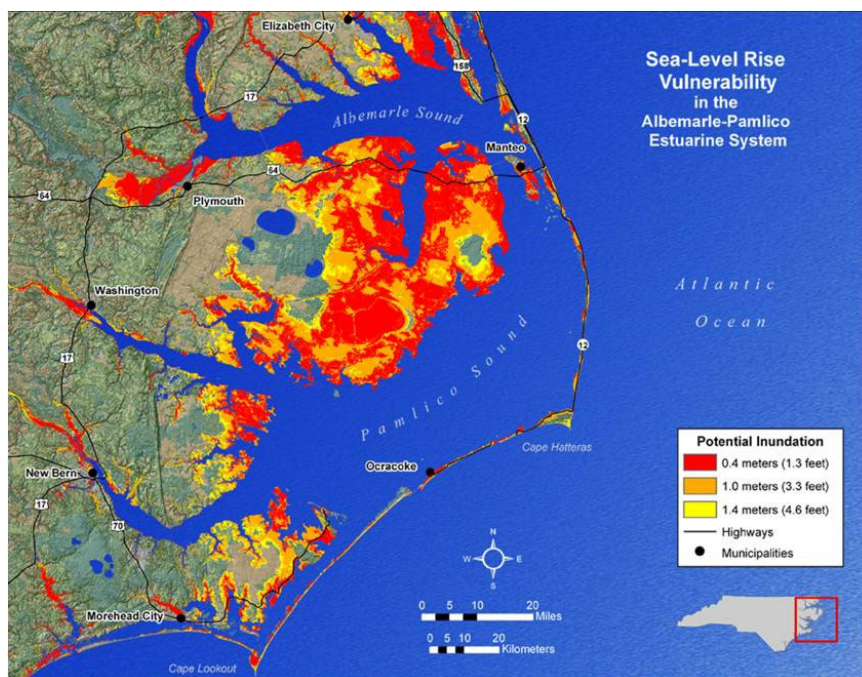 Sea-Level Rise
Vulnerability
in the
Albemarle-Pamlico
Estuarine System
Elizabeth City
158
17
Albemarle Sound
12
Manteo
64
64
Plymouth
Washington
Atlantic
Ocean
17
12
Pamlico Sound
Cape Hatteras
Ocracoke
New Bern
17
70
Morehead City
Cape Lookout
Potential Inundation
0.4 meters (1.3 feet)
1.0 meters (3.3 feet)
1.4 meters (4.6 feet)
Highways
Municipalities
N
W E
S
0 5 10 20
Miles
0 5 10 20
Kilometers